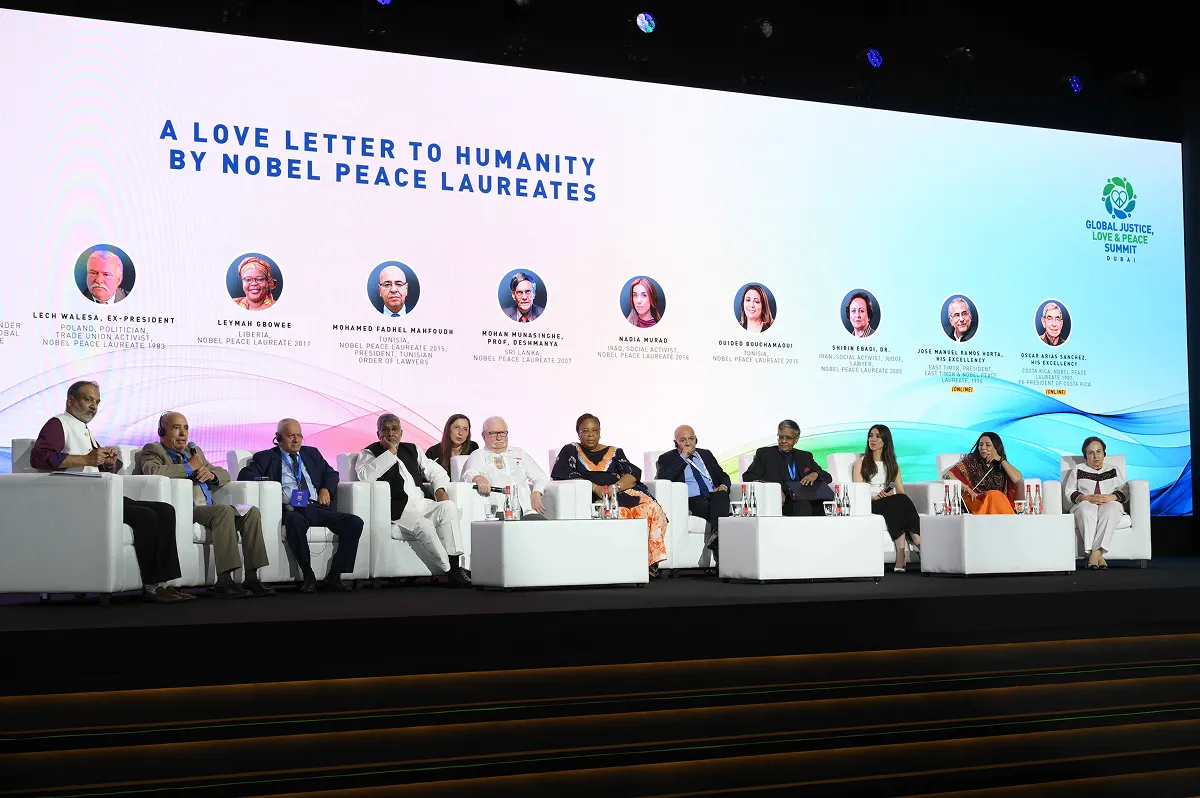 A LOVE LETTER TO HUMANITY
BY NOBEL PEACE LAUREATES
GLOBAL JUSTICE,
LOVE & PEACE
SUMMIT
DUBAI
LECH WALESA, EX-PRESIDENT
POLAND, POLITICIAN,
TRADE UNION ACTIVIST,
NOBEL PEACE LAUREATE 1983
LEYMAH GBOWEE
LIBERIA,
NOBEL PEACE LAUREATE 2011
MOHAMED FADHEL MAHFOUDH
TUNISIA,
NOBEL PEACE LAUREATE 2015,
PRESIDENT, TUNISIAN
ORDER OF LAWYERS
MOHAN MUNASINGHE,
PROF, DESHMANYA
SRI LANKA,
NOBEL PEACE LAUREATE 2007
NADIA MURAD
IRAQ, SOCIAL ACTIVIST,
NOBEL PEACE LAUREATE 2018
OUIDED BOUCHAMAOUI
TUNISIA,
NOBEL PEACE LAUREATE 2015
SHIRIN EBADI, DR.
IRAN, SOCIAL ACTIVIST, JUDGE,
LAWYER,
NOBEL PEACE LAUREATE 2003
JOSE MANUEL RAMOS HORTA,
HIS EXCELLENCY
EAST TIMOR, PRESIDENT,
EAST TIMOR & NOBEL PEACE
LAUREATE, 1996
(ONLINE)
OSCAR ARIAS SANCHEZ,
HIS EXCELLENCY
COSTA RICA, NOBEL PEACE
LAUREATE 1987,
EX-PRESIDENT OF COSTA RICA
(ONLINE)